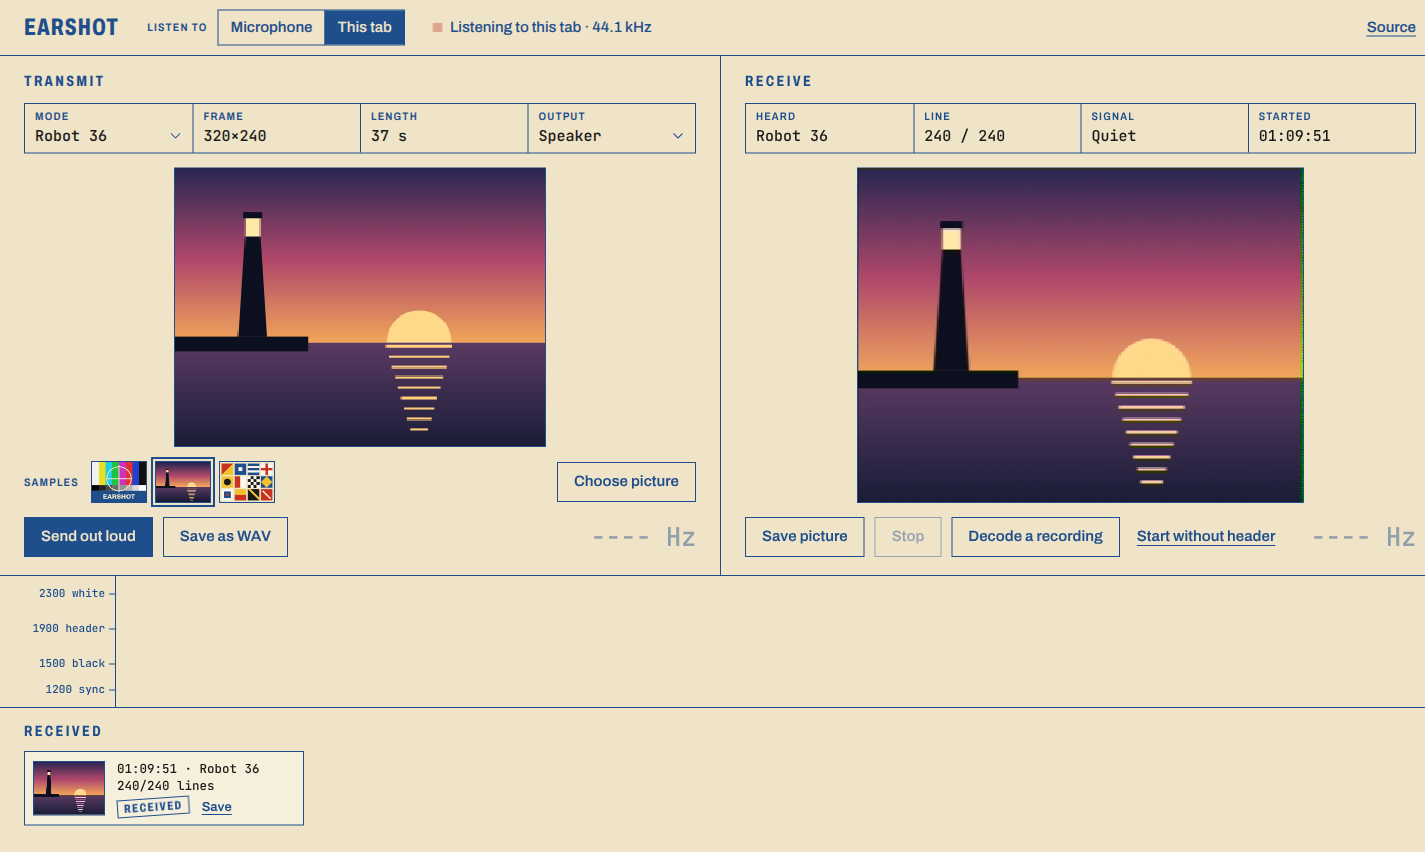 EARSHOT
LISTEN TO
Microphone
This tab
Listening to this tab · 44.1 kHz
Source
TRANSMIT
MODE
Robot 36
FRAME
320×240
LENGTH
37 s
OUTPUT
Speaker
SAMPLES
EARSHOT
Choose picture
Send out loud
Save as WAV
---- Hz
RECEIVE
HEARD
Robot 36
LINE
240 / 240
SIGNAL
Quiet
STARTED
01:09:51
Save picture
Stop
Decode a recording
Start without header
---- Hz
2300 white
1900 header
1500 black
1200 sync
RECEIVED
01:09:51 · Robot 36
240/240 lines
RECEIVED
Save